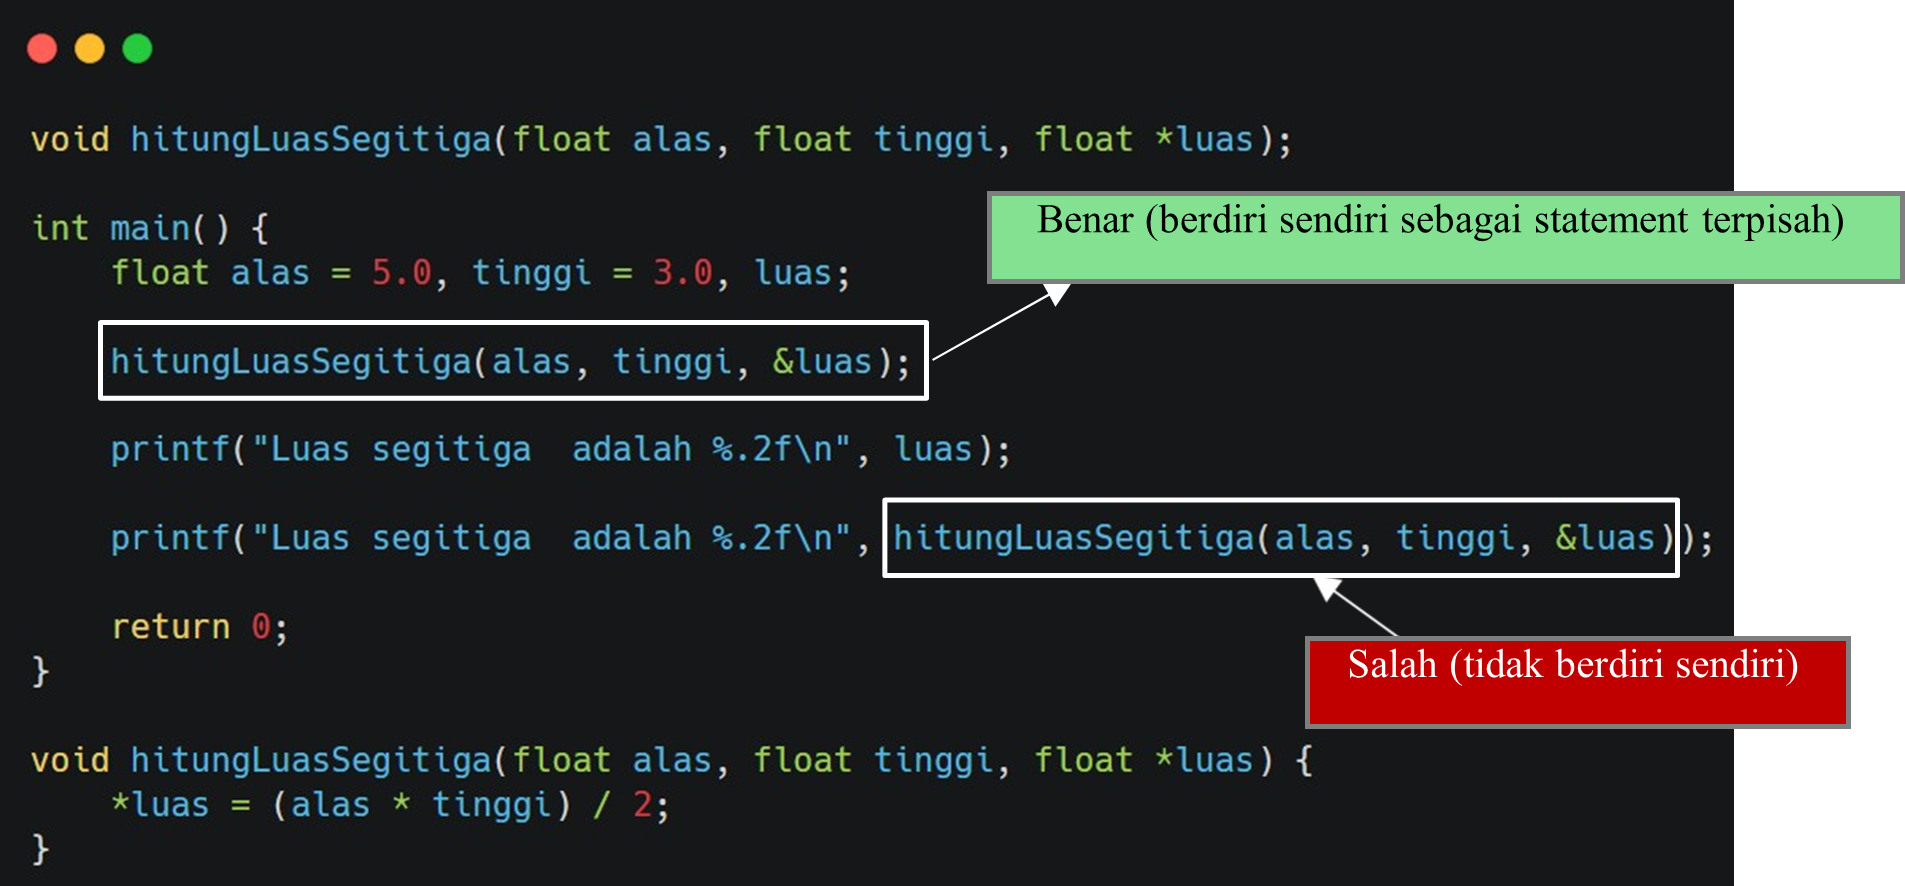 void hitungLuasSegitiga(float alas, float tinggi, float *luas);
int main() {
    float alas = 5.0, tinggi = 3.0, luas;
Benar (berdiri sendiri sebagai statement terpisah)
    hitungLuasSegitiga(alas, tinggi, &luas);
    printf("Luas segitiga  adalah %.2f\n", luas);
    printf("Luas segitiga  adalah %.2f\n", hitungLuasSegitiga(alas, tinggi, &luas));
    return 0;
Salah (tidak berdiri sendiri)
}
void hitungLuasSegitiga(float alas, float tinggi, float *luas) {
    *luas = (alas * tinggi) / 2;
}